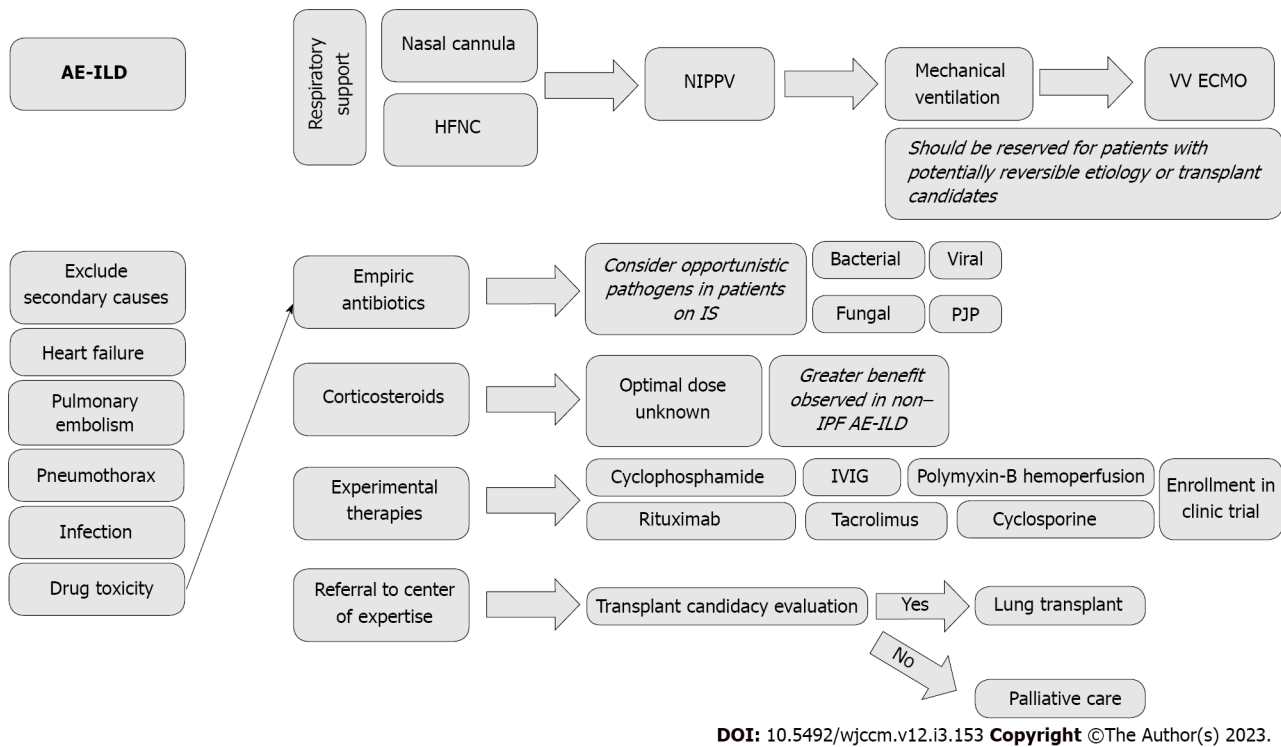 AE-ILD
Respiratory
support
Nasal cannula
HFNC
NIPPV
Mechanical
ventilation
VV ECMO
Should be reserved for patients with
potentially reversible etiology or transplant
candidates
Exclude
secondary causes
Heart failure
Pulmonary
embolism
Pneumothorax
Infection
Drug toxicity
Empiric
antibiotics
Consider opportunistic
pathogens in patients
on IS
Bacterial
Viral
Fungal
PJP
Corticosteroids
Optimal dose
unknown
Greater benefit
observed in non–
IPF AE-ILD
Experimental
therapies
Cyclophosphamide
IVIG
Polymyxin-B hemoperfusion
Rituximab
Tacrolimus
Cyclosporine
Enrollment in
clinic trial
Referral to center
of expertise
Transplant candidacy evaluation
Yes
Lung transplant
No
Palliative care
DOI: 10.5492/wjccm.v12.i3.153 Copyright ©The Author(s) 2023.